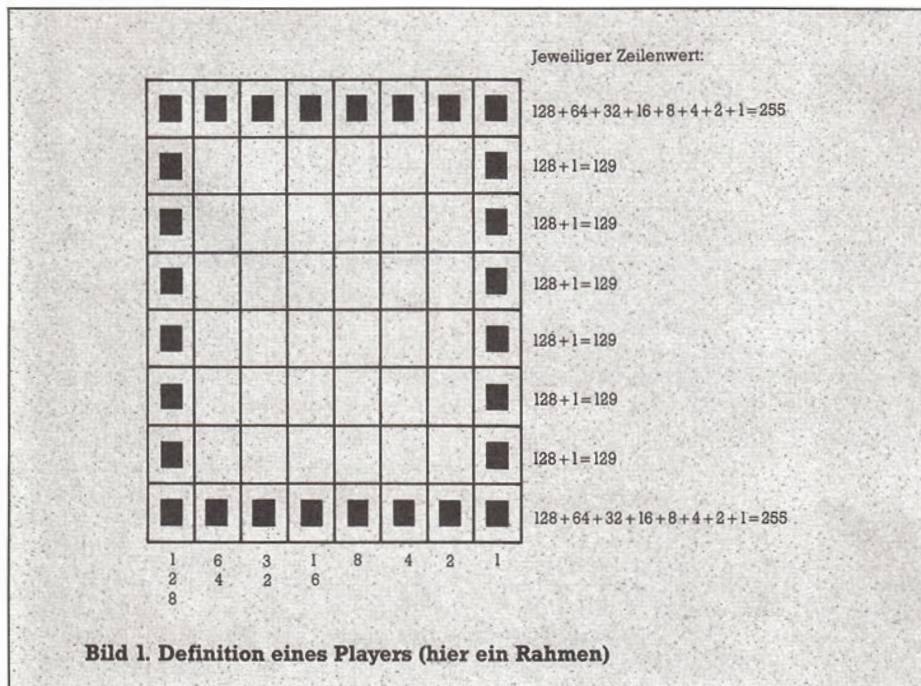 Jeweiliger Zeilenwert:
128+64+32+16+8+4+2+1=255
128+1=129
128+1=129
128+1=129
128+1=129
128+1=129
128+1=129
128+64+32+16+8+4+2+1=255
1 6 3 1 8 4 2 1
2 4 2 6
8
Bild 1. Definition eines Players (hier ein Rahmen)